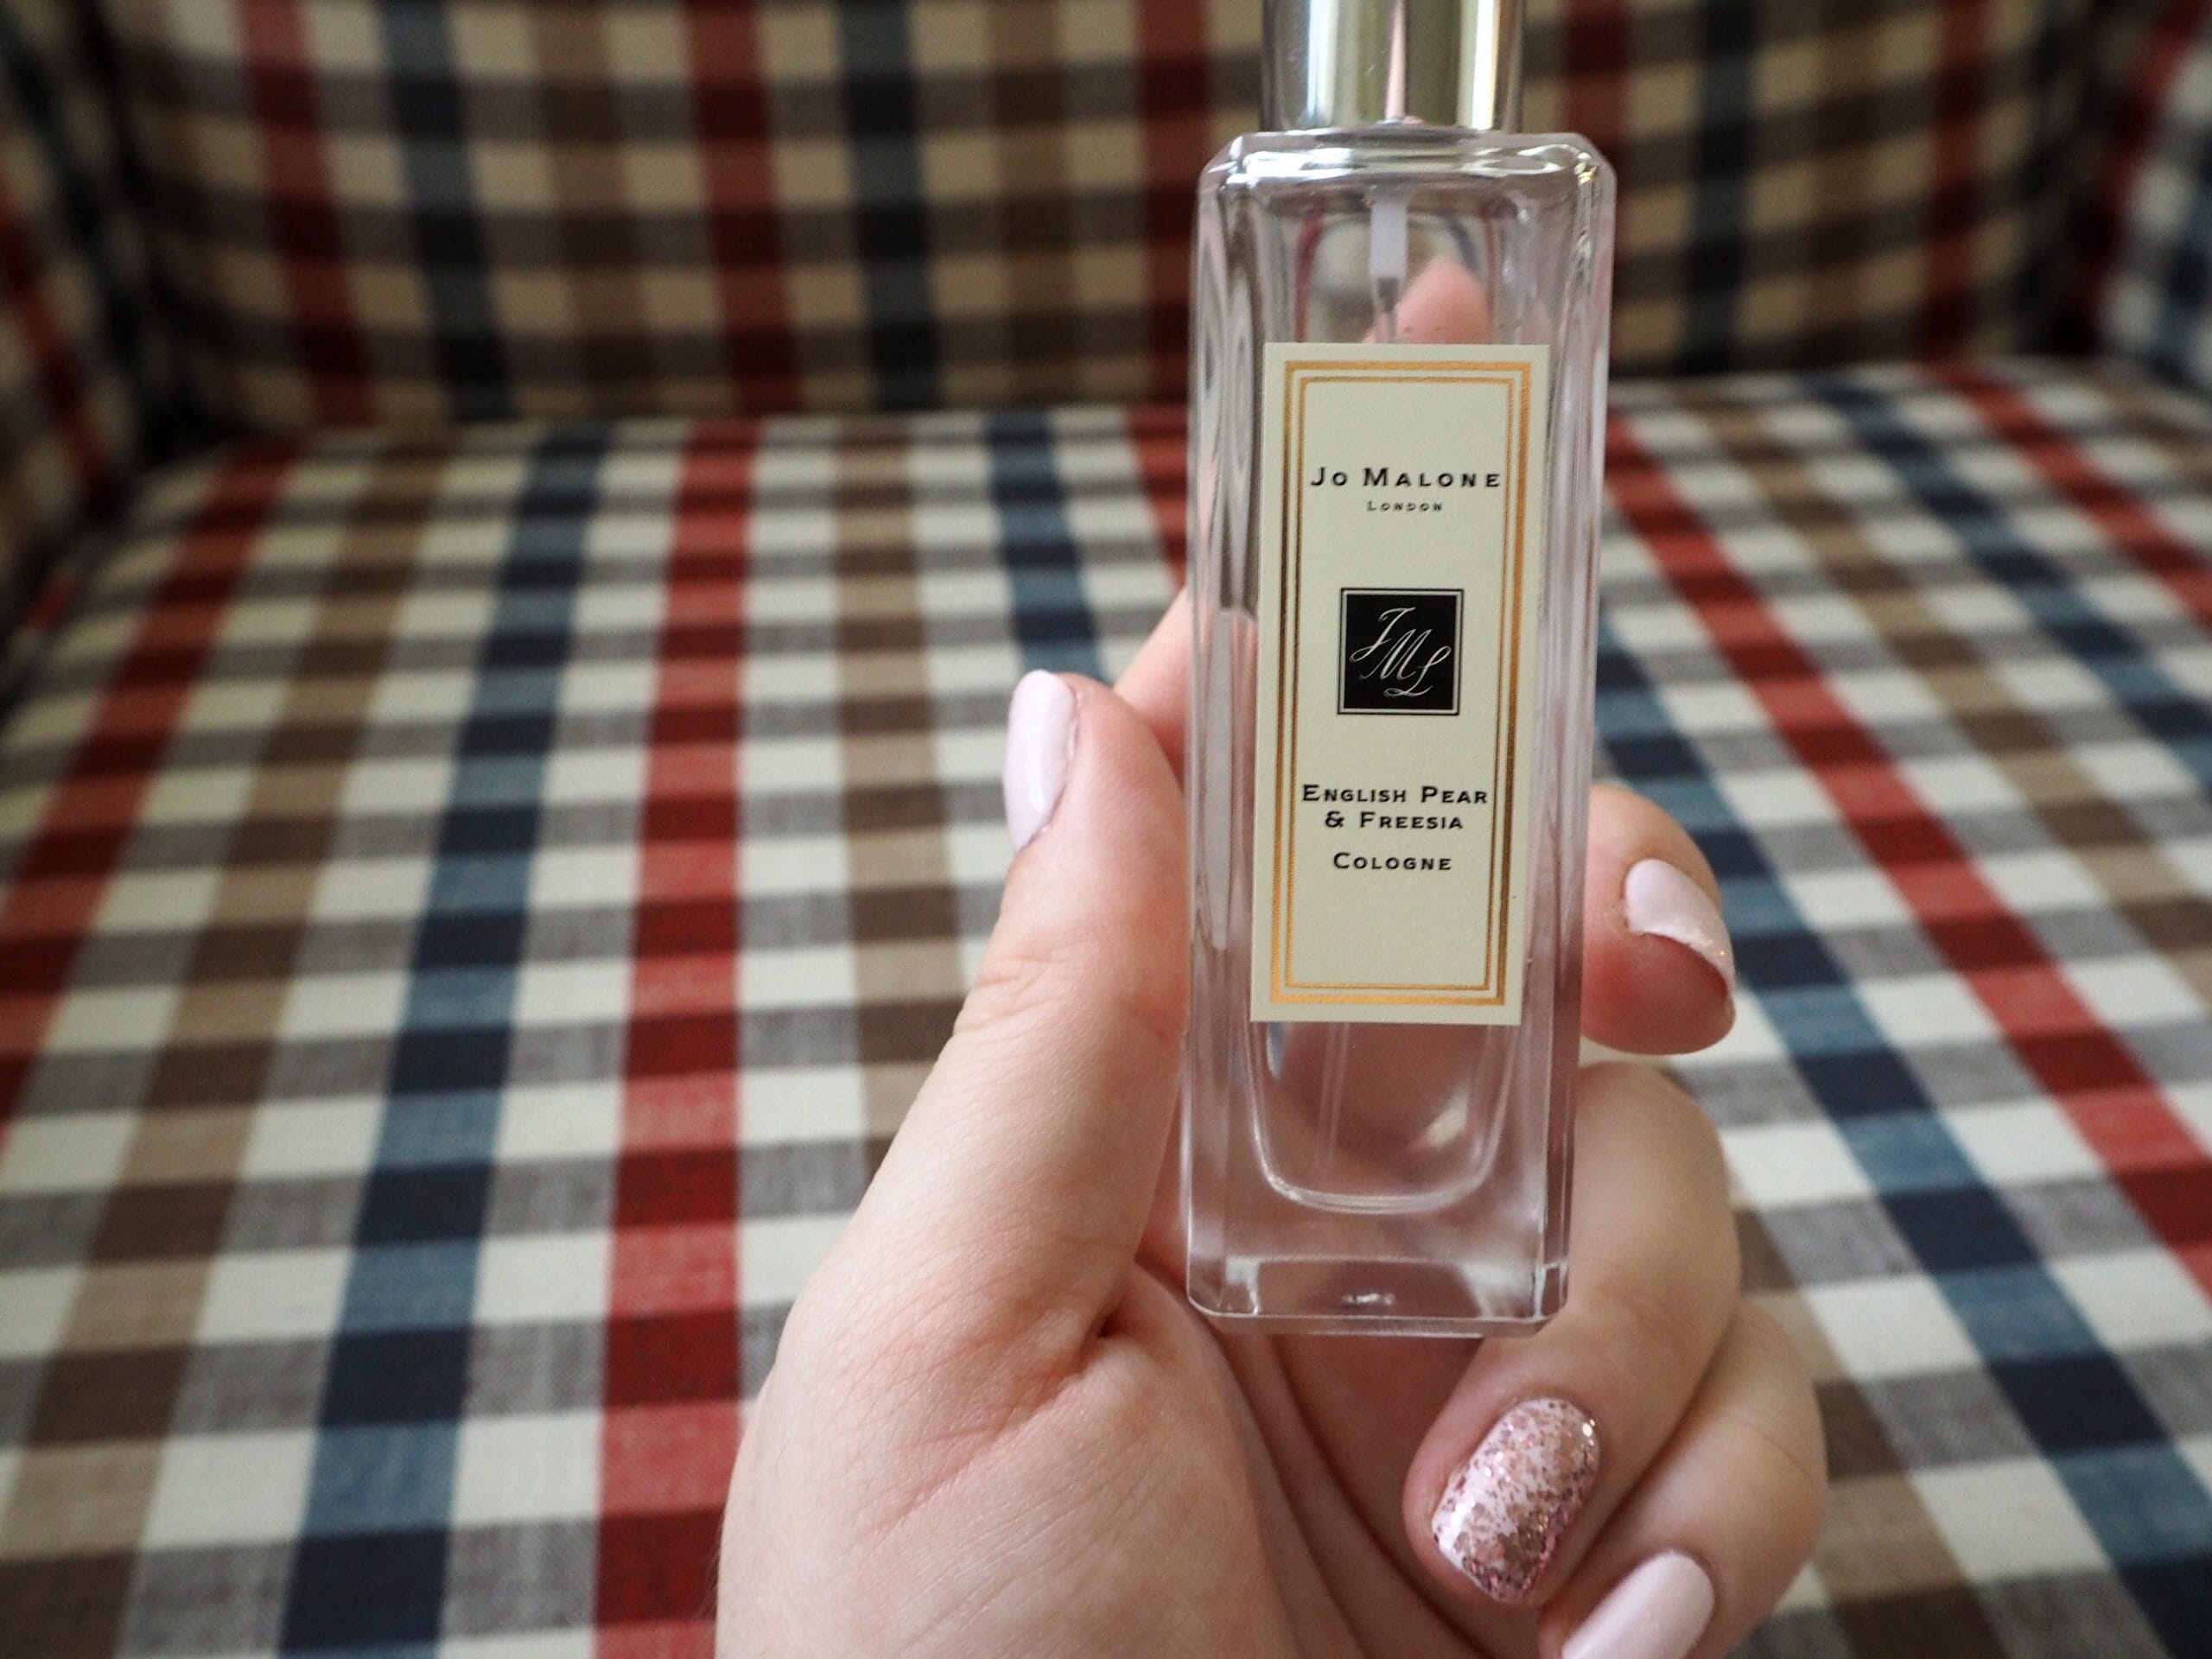 Jo Malone
London
JML
English Pear
& Freesia
Cologne